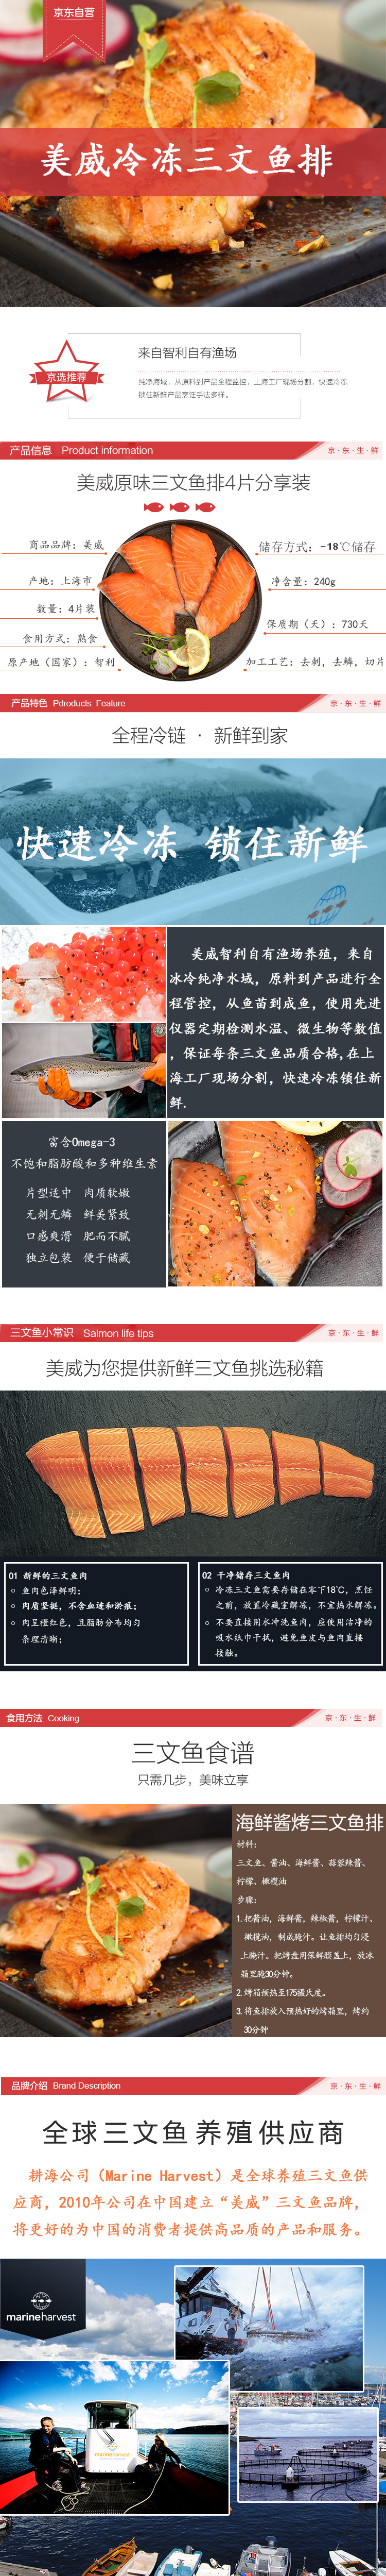 京东自营
美威冷冻三文鱼排
京选推荐
来自智利自有渔场
纯净海域，从原料到产品全程监控，上海工厂现场分割，快速冷冻
锁住新鲜产品烹饪手法多样。
产品信息 Product information
京·东·生·鲜
美威原味三文鱼排4片分享装
商品品牌：美威
储存方式：-18℃储存
产地：上海市
净含量：240g
数量：4片装
保质期（天）：730天
食用方式：熟食
原产地（国家）：智利
加工工艺：去刺，去鳞，切片
产品特色 Pdroducts Feature
京·东·生·鲜
全程冷链 · 新鲜到家
快速冷冻 锁住新鲜
美威智利自有渔场养殖，来自
冰冷纯净水域，原料到产品进行全
程管控，从鱼苗到成鱼，使用先进
仪器定期检测水温、微生物等数值
，保证每条三文鱼品质合格,在上
海工厂现场分割，快速冷冻锁住新
鲜.
富含Omega-3
不饱和脂肪酸和多种维生素
片型适中 肉质软嫩
无刺无鳞 鲜美紧致
口感爽滑 肥而不腻
独立包装 便于储藏
三文鱼小常识 Salmon life tips
京·东·生·鲜
美威为您提供新鲜三文鱼挑选秘籍
01 新鲜的三文鱼肉
鱼肉色泽鲜明；
肉质坚挺，不含血迹和淤痕；
肉呈橙红色，且脂肪分布均匀
条理清晰；
02 干净储存三文鱼肉
冷冻三文鱼需要存储在零下18℃，烹饪
之前，放置冷藏室解冻，不宜热水解冻。
不要直接用水冲洗鱼肉，应使用洁净的
吸水纸巾干拭，避免鱼皮与鱼肉直接
接触。
食用方法 Cooking
京·东·生·鲜
三文鱼食谱
只需几步，美味立享
海鲜酱烤三文鱼排
材料：
三文鱼、酱油、海鲜酱、蒜蓉辣酱、
柠檬、橄榄油
步骤：
1.把酱油，海鲜酱，辣椒酱，柠檬汁、
橄榄油，制成腌汁。让鱼排均匀浸
上腌汁。把烤盘用保鲜膜盖上，放冰
箱里腌30分钟。
2.烤箱预热至175摄氏度。
3.将鱼排放入预热好的烤箱里，烤约
30分钟
品牌介绍 Brand Description
京·东·生·鲜
全球三文鱼养殖供应商
耕海公司（Marine Harvest）是全球养殖三文鱼供
应商，2010年公司在中国建立“美威”三文鱼品牌，
将更好的为中国的消费者提供高品质的产品和服务。
marineharvest
marineharvest